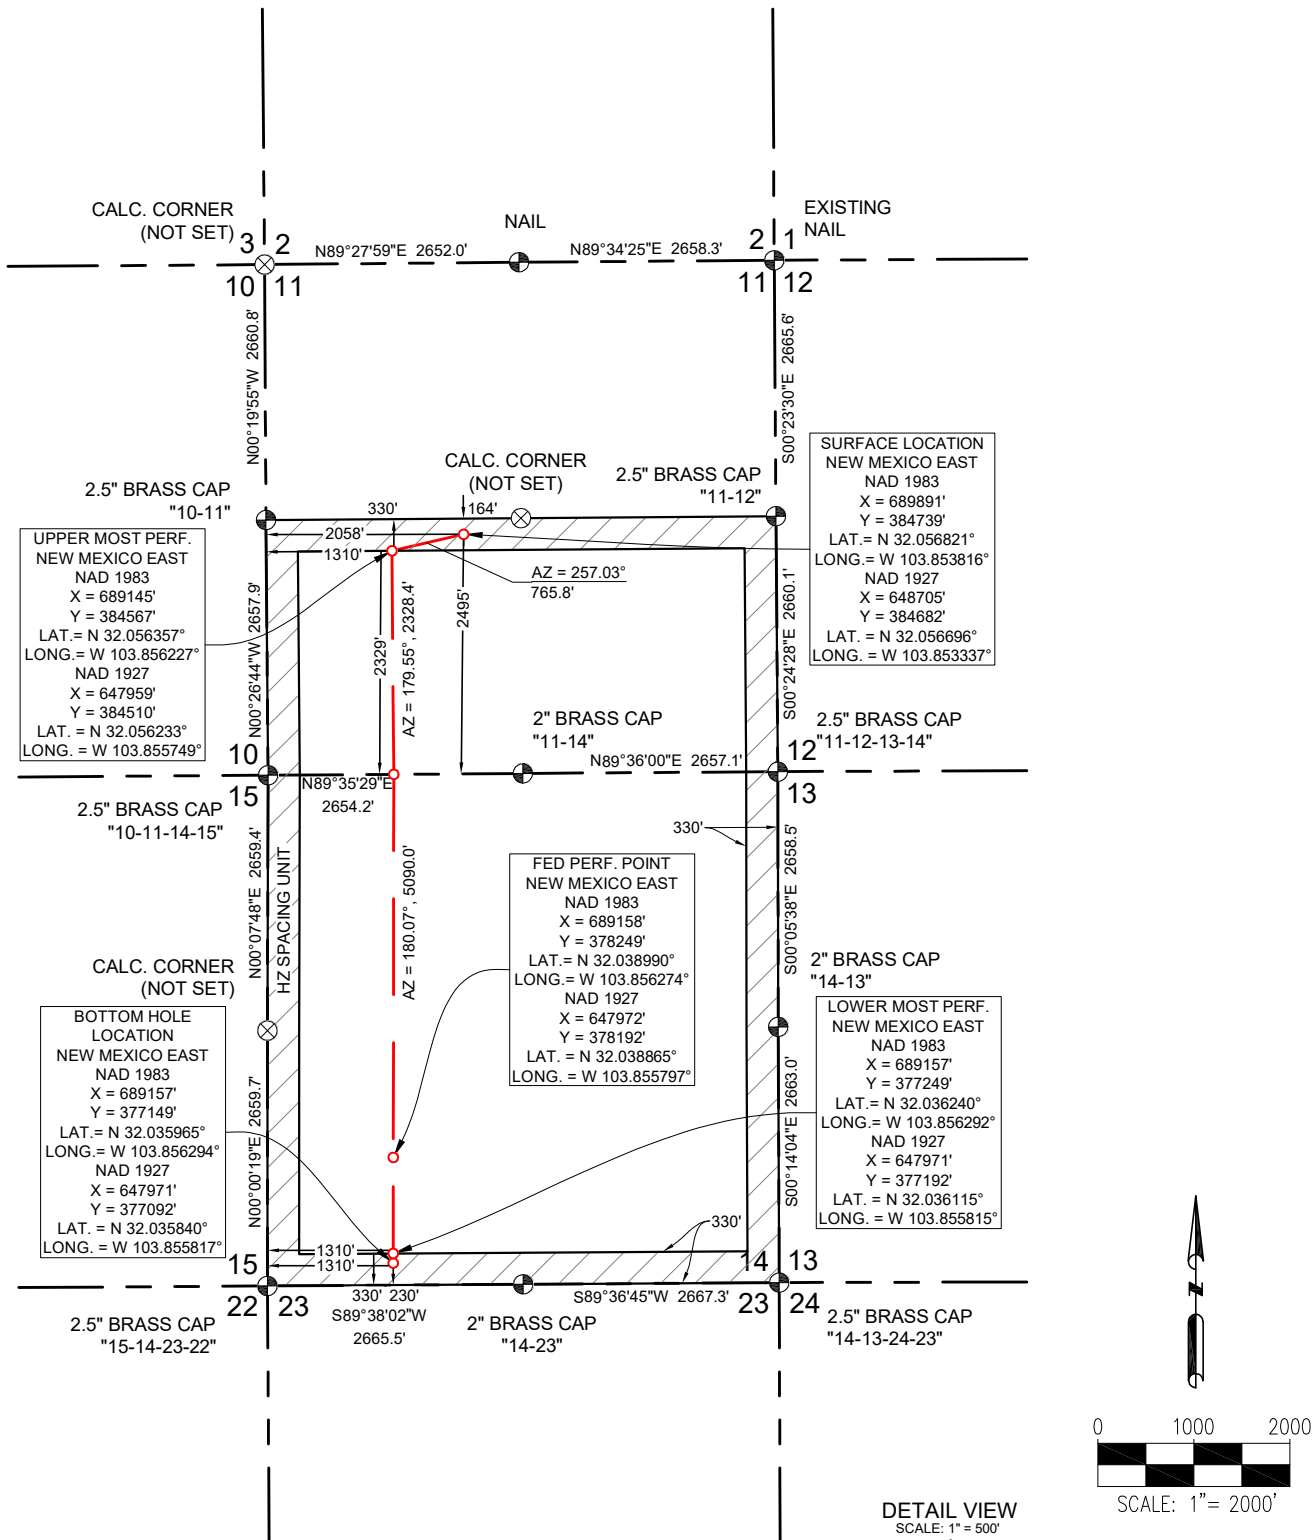 CALC. CORNER
(NOT SET)
NAIL
EXISTING
NAIL
3 2
2 1
N89°27'59"E 2652.0'
N89°34'25"E 2658.3'
10 11
11 12
N00°19'55"W 2660.8'
S00°23'30"E 2665.6'
CALC. CORNER
(NOT SET)
2.5" BRASS CAP
"10-11"
2.5" BRASS CAP
"11-12"
SURFACE LOCATION
NEW MEXICO EAST
NAD 1983
X = 689891'
Y = 384739'
LAT.= N 32.056821°
LONG.= W 103.853816°
NAD 1927
X = 648705'
Y = 384682'
LAT. = N 32.056696°
LONG. = W 103.853337°
330'
164'
2058'
1310'
AZ = 257.03°
765.8'
UPPER MOST PERF.
NEW MEXICO EAST
NAD 1983
X = 689145'
Y = 384567'
LAT.= N 32.056357°
LONG.= W 103.856227°
NAD 1927
X = 647959'
Y = 384510'
LAT. = N 32.056233°
LONG. = W 103.855749°
N00°26'44"W 2657.9'
2329'
AZ = 179.55°, 2328.4'
2495'
S00°24'28"E 2660.1'
2" BRASS CAP
"11-14"
2.5" BRASS CAP
"11-12-13-14"
10
15
12
13
N89°35'29"E
2654.2'
N89°36'00"E 2657.1'
2.5" BRASS CAP
"10-11-14-15"
330'
N00°07'48"E 2659.4'
HZ SPACING UNIT
AZ = 180.07°, 5090.0'
S00°05'38"E 2658.5'
FED PERF. POINT
NEW MEXICO EAST
NAD 1983
X = 689158'
Y = 378249'
LAT.= N 32.038990°
LONG.= W 103.856274°
NAD 1927
X = 647972'
Y = 378192'
LAT. = N 32.038865°
LONG. = W 103.855797°
CALC. CORNER
(NOT SET)
2" BRASS CAP
"14-13"
BOTTOM HOLE
LOCATION
NEW MEXICO EAST
NAD 1983
X = 689157'
Y = 377149'
LAT.= N 32.035965°
LONG.= W 103.856294°
NAD 1927
X = 647971'
Y = 377092'
LAT. = N 32.035840°
LONG. = W 103.855817°
LOWER MOST PERF.
NEW MEXICO EAST
NAD 1983
X = 689157'
Y = 377249'
LAT.= N 32.036240°
LONG.= W 103.856292°
NAD 1927
X = 647971'
Y = 377192'
LAT. = N 32.036115°
LONG. = W 103.855815°
N00°00'19"E 2659.7'
S00°14'04"E 2663.0'
330'
1310'
1310'
15
14 13
22 23
23 24
330' 230'
S89°38'02"W
2665.5'
S89°36'45"W 2667.3'
2.5" BRASS CAP
"15-14-23-22"
2" BRASS CAP
"14-23"
2.5" BRASS CAP
"14-13-24-23"
N
0 1000 2000
SCALE: 1"= 2000'
DETAIL VIEW
SCALE: 1" = 500'